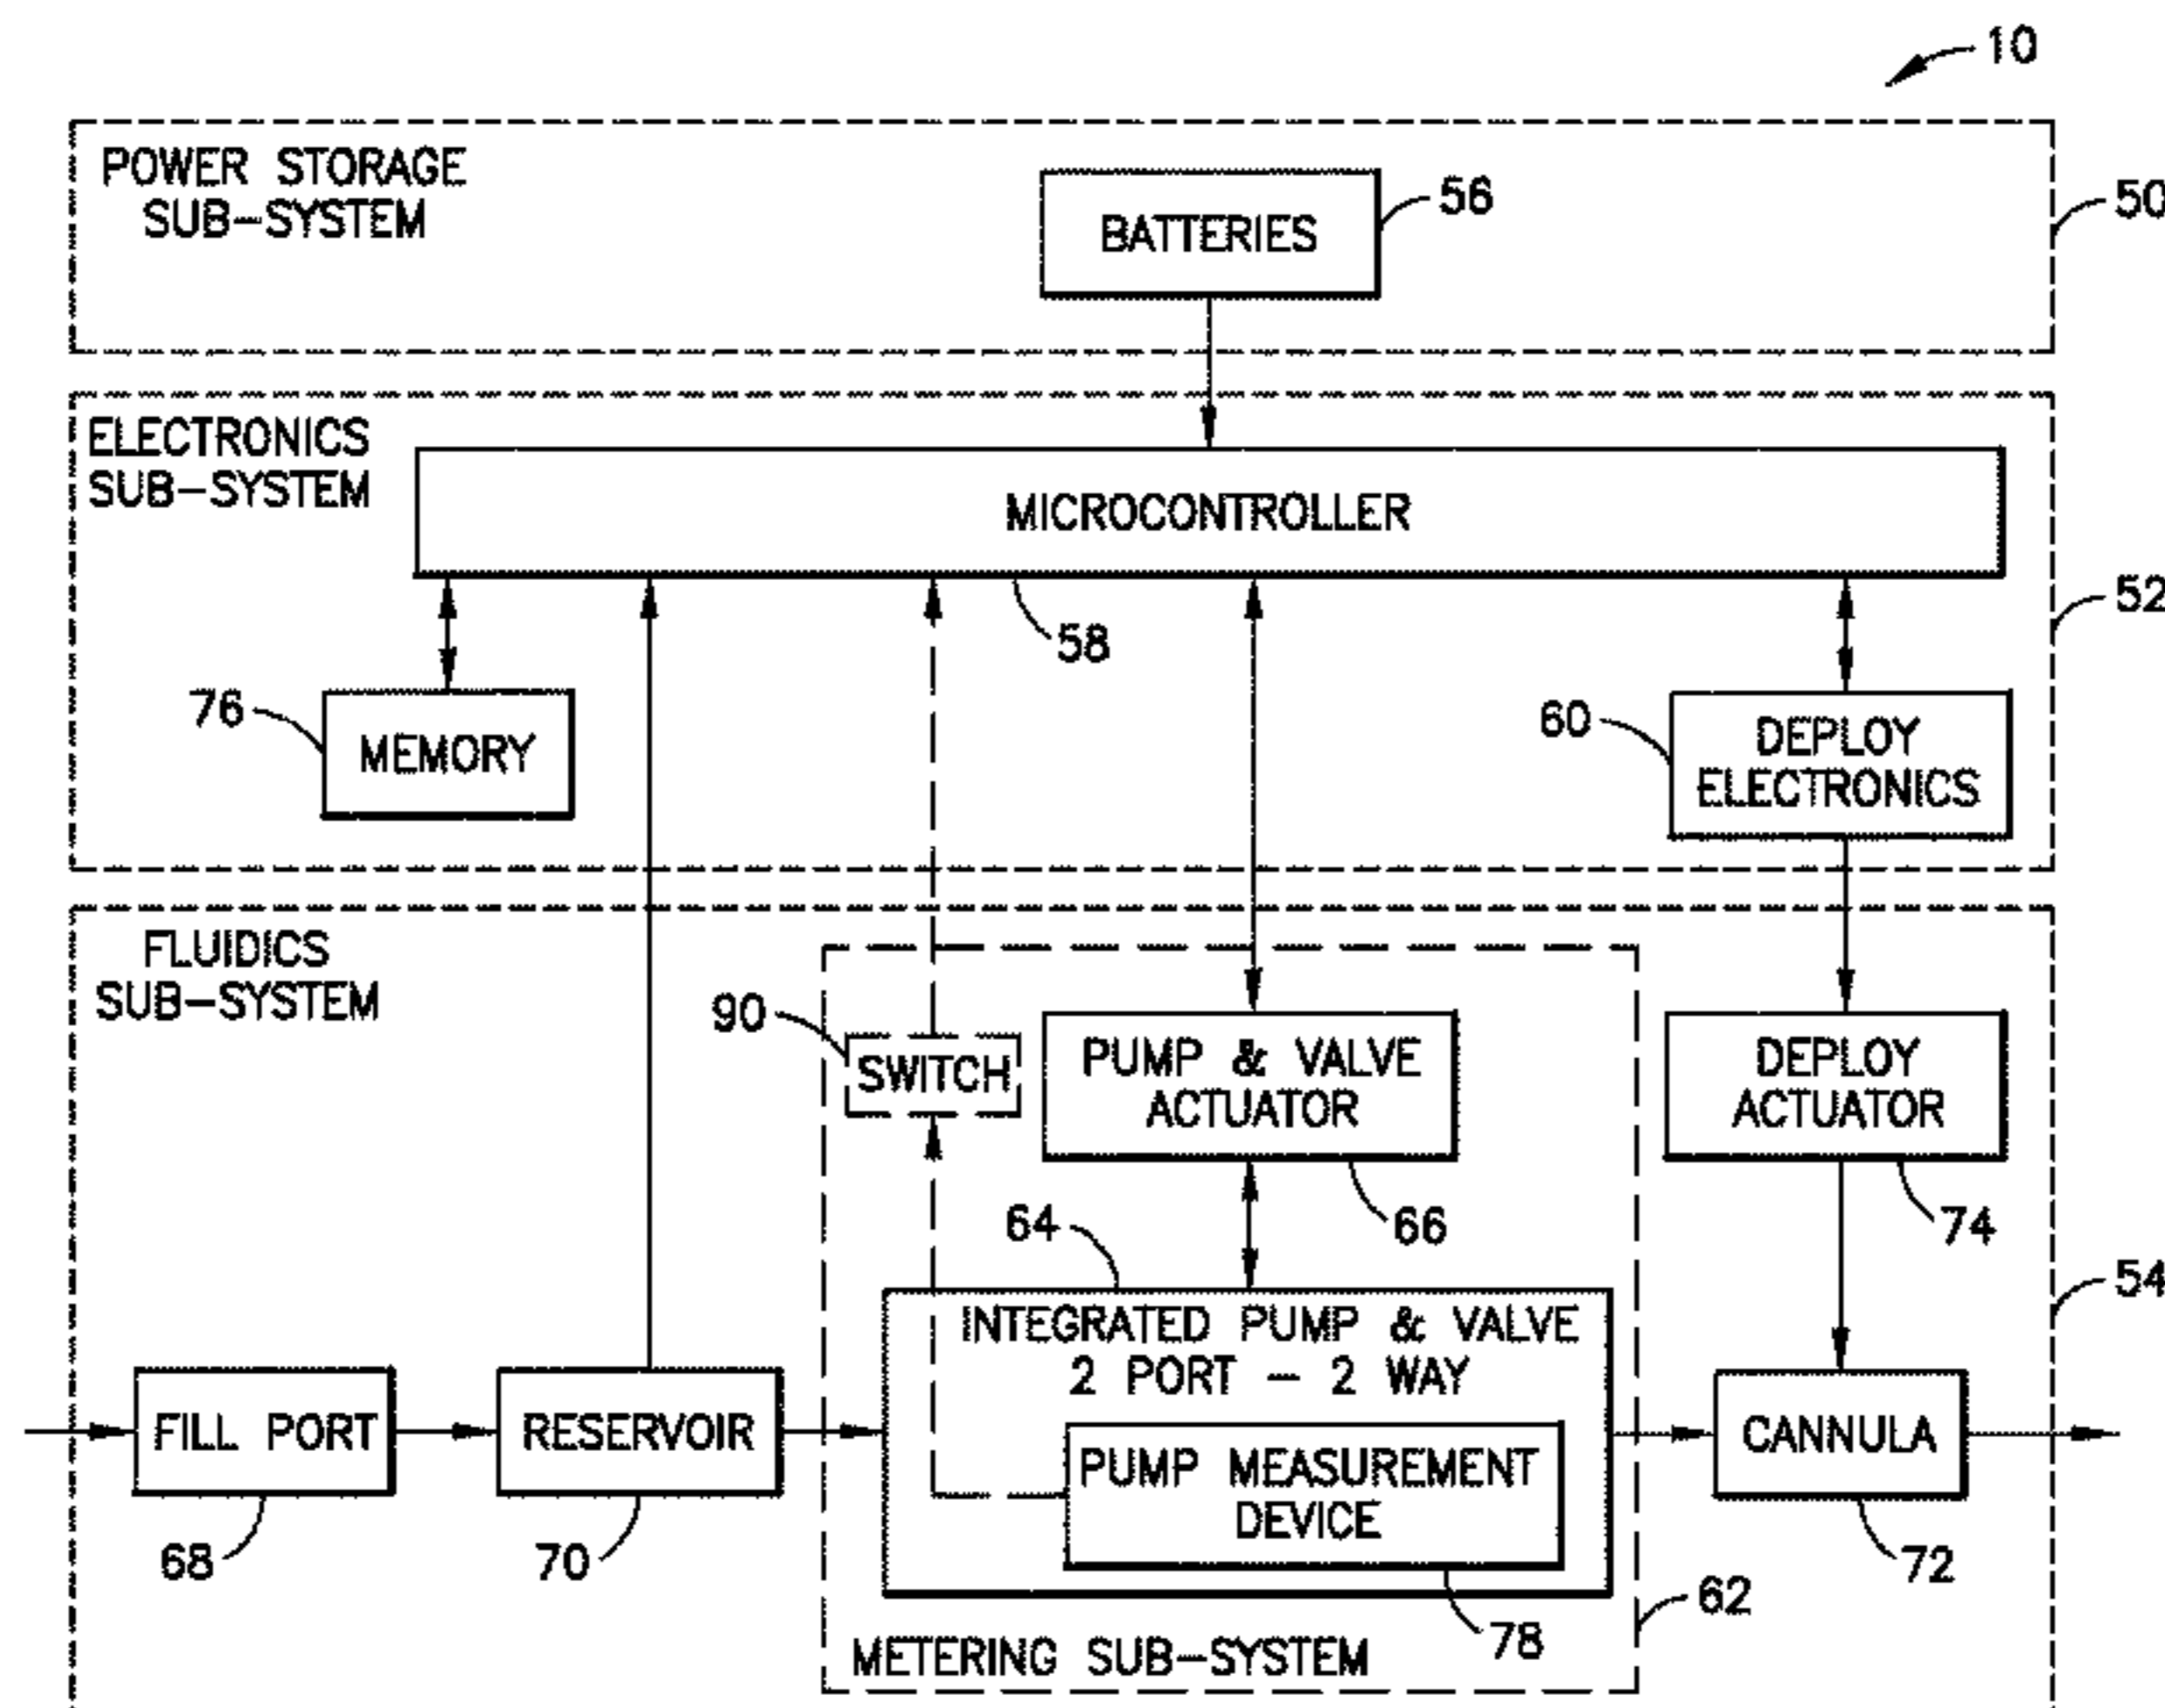 10
POWER STORAGE
SUB-SYSTEM
BATTERIES
56
50
ELECTRONICS
SUB-SYSTEM
MICROCONTROLLER
58
52
76
MEMORY
60
DEPLOY
ELECTRONICS
FLUIDICS
SUB-SYSTEM
90
SWITCH
PUMP & VALVE
ACTUATOR
66
DEPLOY
ACTUATOR
74
64
54
INTEGRATED PUMP & VALVE
2 PORT - 2 WAY
FILL PORT
68
RESERVOIR
70
PUMP MEASUREMENT
DEVICE
78
CANNULA
72
62
METERING SUB-SYSTEM